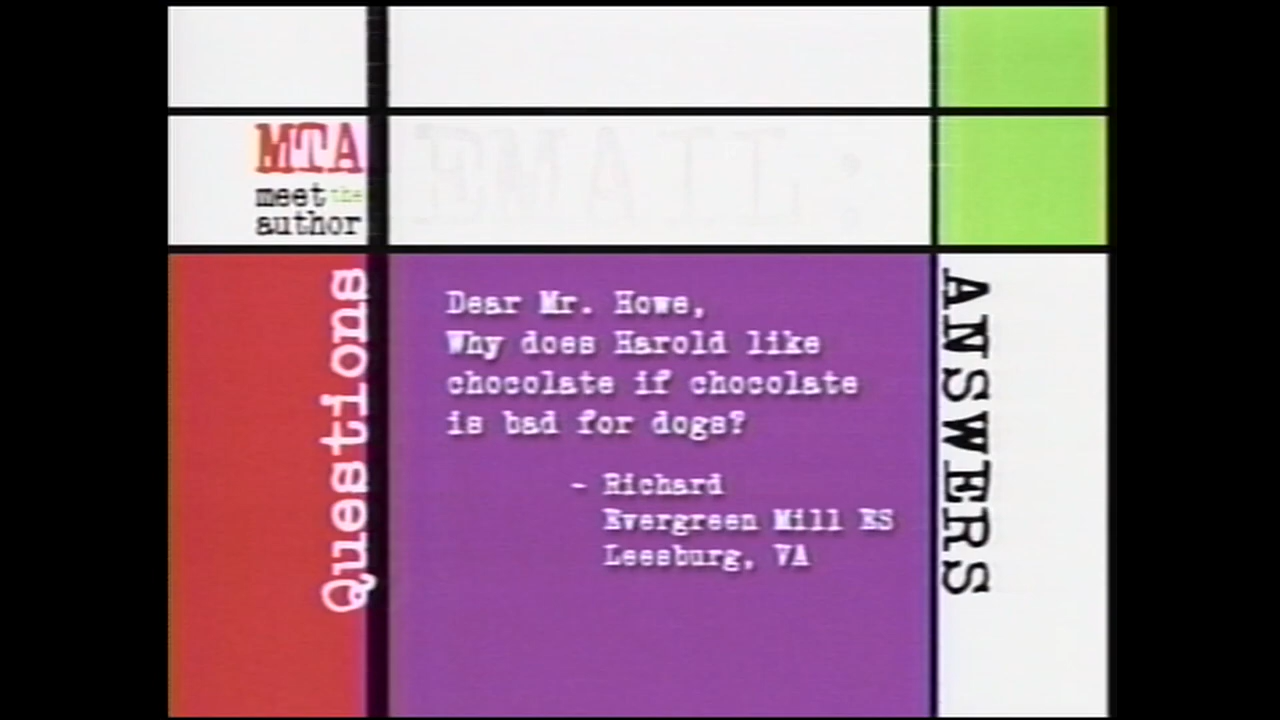 MTA
meet the
author
EMAIL:
Questions
Dear Mr. Howe,
Why does Harold like
chocolate if chocolate
is bad for dogs?
- Richard
Evergreen Mill ES
Leesburg, VA
ANSWERS